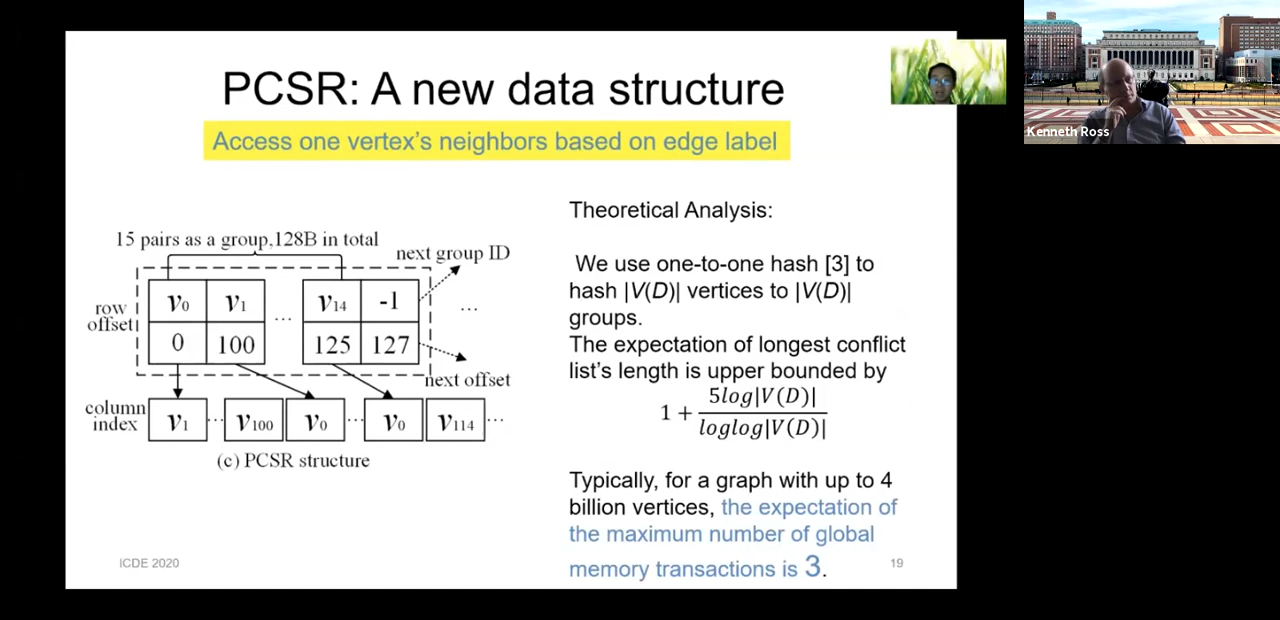 PCSR: A new data structure
Access one vertex's neighbors based on edge label
Kenneth Ross
15 pairs as a group,128B in total
next group ID
row
offset
v0 v1 ... v14 -1 ...
0 100 125 127
next offset
column
index
v1 ... v100 v0 ... v0 v114 ...
(c) PCSR structure
Theoretical Analysis:
We use one-to-one hash [3] to
hash |V(D)| vertices to |V(D)|
groups.
The expectation of longest conflict
list's length is upper bounded by
5log|V(D)|
1 +
loglog|V(D)|
Typically, for a graph with up to 4
billion vertices, the expectation of
the maximum number of global
memory transactions is 3.
ICDE 2020
19